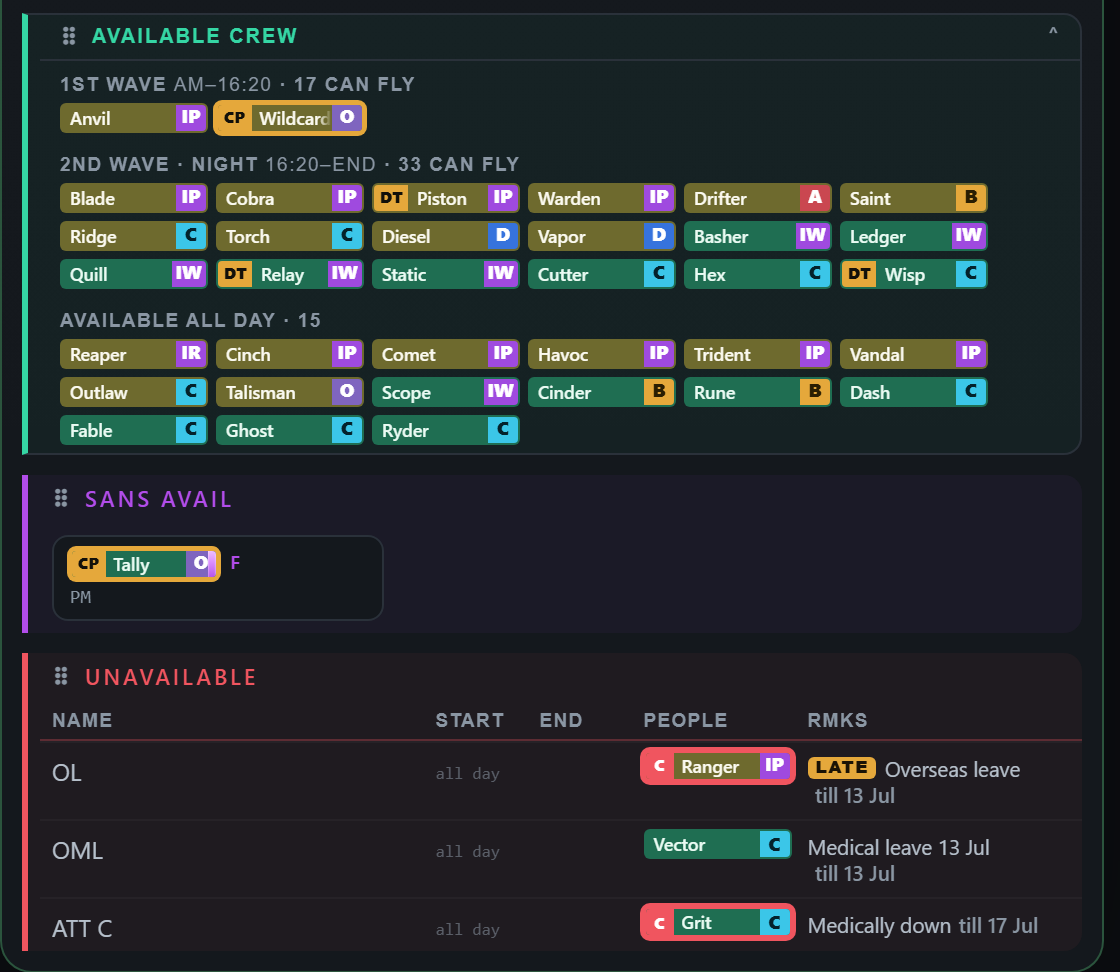 AVAILABLE CREW ^
1ST WAVE AM–16:20 · 17 CAN FLY
Anvil IP CP Wildcard O
2ND WAVE · NIGHT 16:20–END · 33 CAN FLY
Blade IP Cobra IP DT Piston IP Warden IP Drifter A Saint B
Ridge C Torch C Diesel D Vapor D Basher IW Ledger IW
Quill IW DT Relay IW Static IW Cutter C Hex C DT Wisp C
AVAILABLE ALL DAY · 15
Reaper IR Cinch IP Comet IP Havoc IP Trident IP Vandal IP
Outlaw C Talisman O Scope IW Cinder B Rune B Dash C
Fable C Ghost C Ryder C
SANS AVAIL
CP Tally O F
PM
UNAVAILABLE
NAME START END PEOPLE RMKS
OL all day C Ranger IP LATE Overseas leave
till 13 Jul
OML all day Vector C Medical leave 13 Jul
till 13 Jul
ATT C all day C Grit C Medically down till 17 Jul